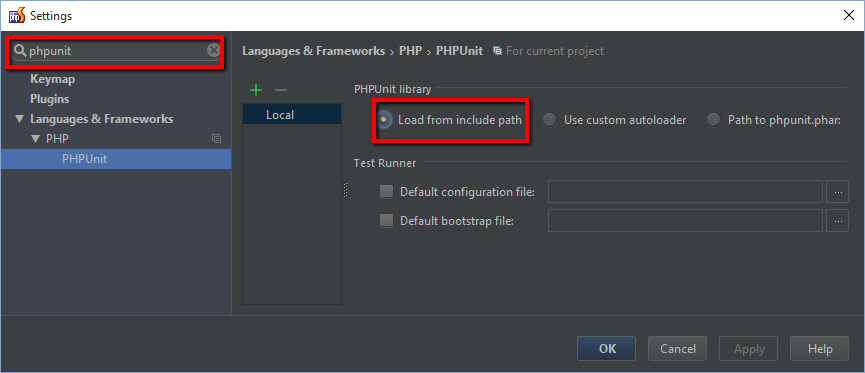 Settings
phpunit
Languages & Frameworks › PHP › PHPUnit For current project
Keymap
Plugins
Languages & Frameworks
PHP
PHPUnit
Local
PHPUnit library
Load from include path Use custom autoloader Path to phpunit.phar:
Test Runner
Default configuration file: ...
Default bootstrap file: ...
OK Cancel Apply Help